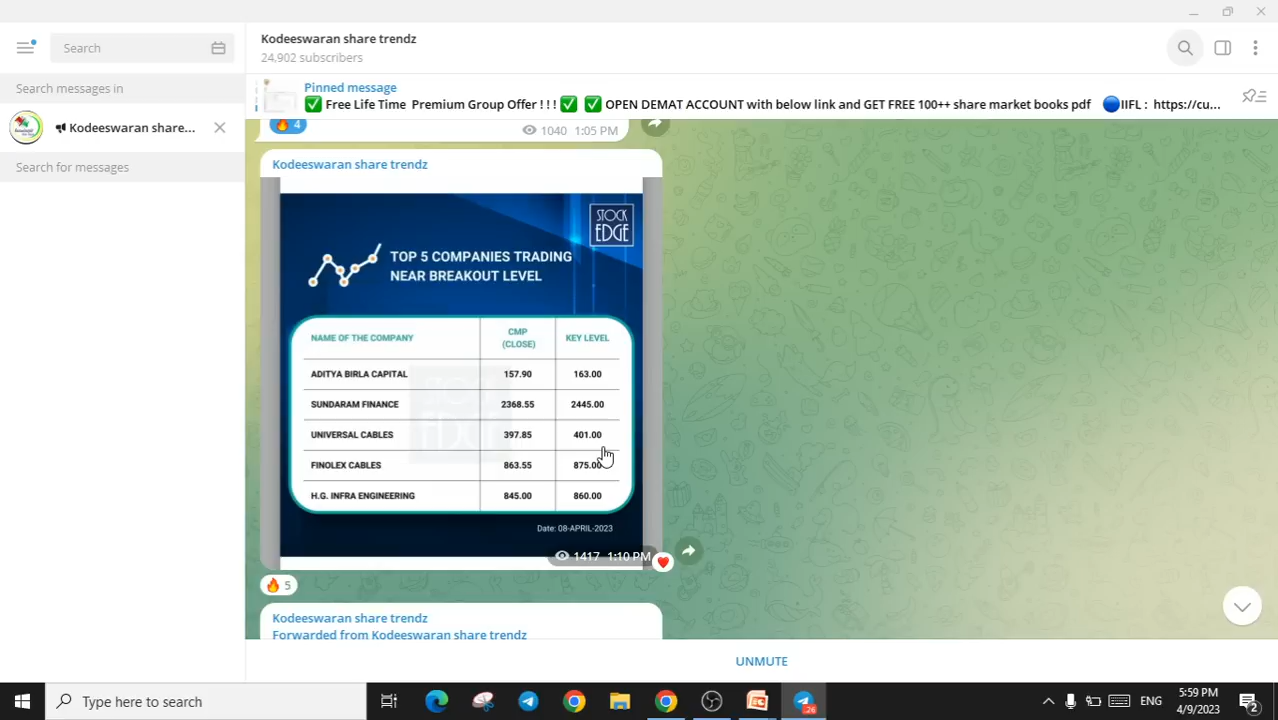 Search
Kodeeswaran share trendz
24,902 subscribers
Search messages in
Pinned message
✅ Free Life Time Premium Group Offer ! ! ! ✅ ✅ OPEN DEMAT ACCOUNT with below link and GET FREE 100++ share market books pdf 🔵IIFL : https://cu...
Kodeeswaran share...
Search for messages
🔥 4
1040 1:05 PM
Kodeeswaran share trendz
STOCK
EDGE
TOP 5 COMPANIES TRADING
NEAR BREAKOUT LEVEL
NAME OF THE COMPANY CMP (CLOSE) KEY LEVEL
ADITYA BIRLA CAPITAL 157.90 163.00
SUNDARAM FINANCE 2368.55 2445.00
UNIVERSAL CABLES 397.85 401.00
FINOLEX CABLES 863.55 875.00
H.G. INFRA ENGINEERING 845.00 860.00
Date: 08-APRIL-2023
1417 1:10 PM
🔥 5
Kodeeswaran share trendz
Forwarded from Kodeeswaran share trendz
UNMUTE
Type here to search
26
ENG
5:59 PM
4/9/2023
2